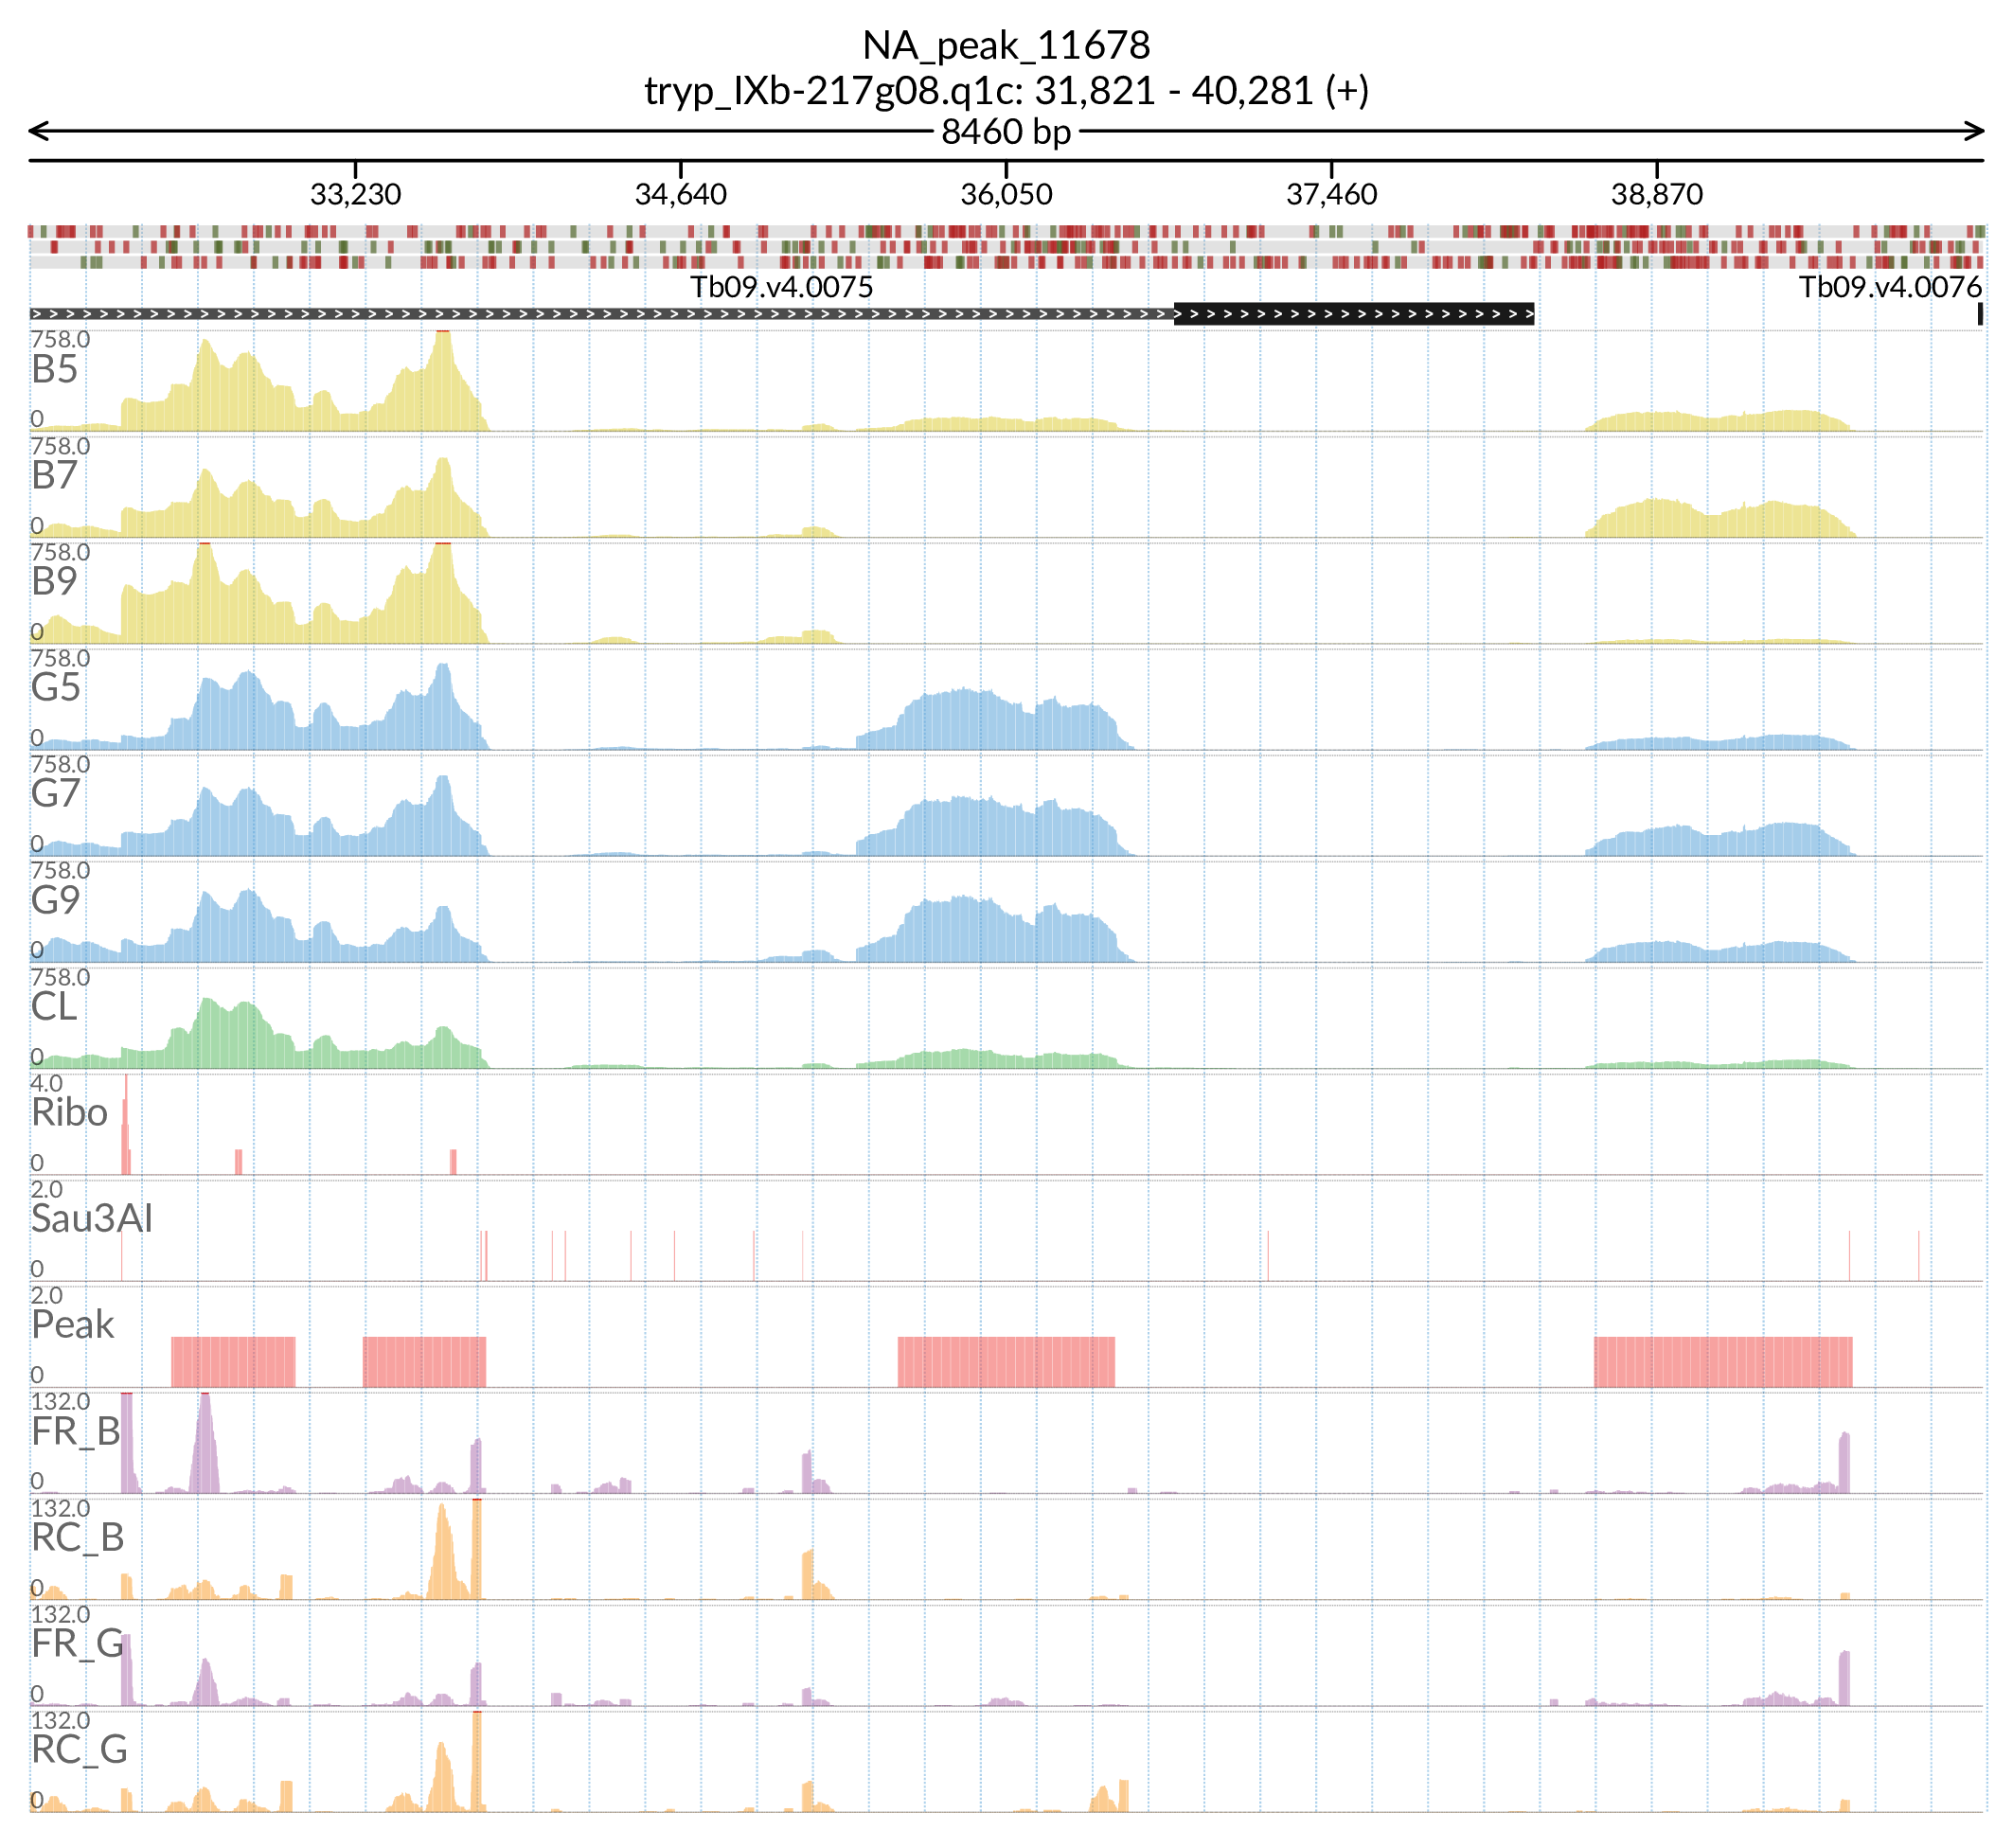 NA_peak_11678
tryp_IXb-217g08.q1c: 31,821 - 40,281 (+)
8460 bp
33,230 34,640 36,050 37,460 38,870
Tb09.v4.0075 Tb09.v4.0076
758.0
B5
0
758.0
B7
0
758.0
B9
0
758.0
G5
0
758.0
G7
0
758.0
G9
0
758.0
CL
0
4.0
Ribo
0
2.0
Sau3AI
0
2.0
Peak
0
132.0
FR_B
0
132.0
RC_B
0
132.0
FR_G
0
132.0
RC_G
0